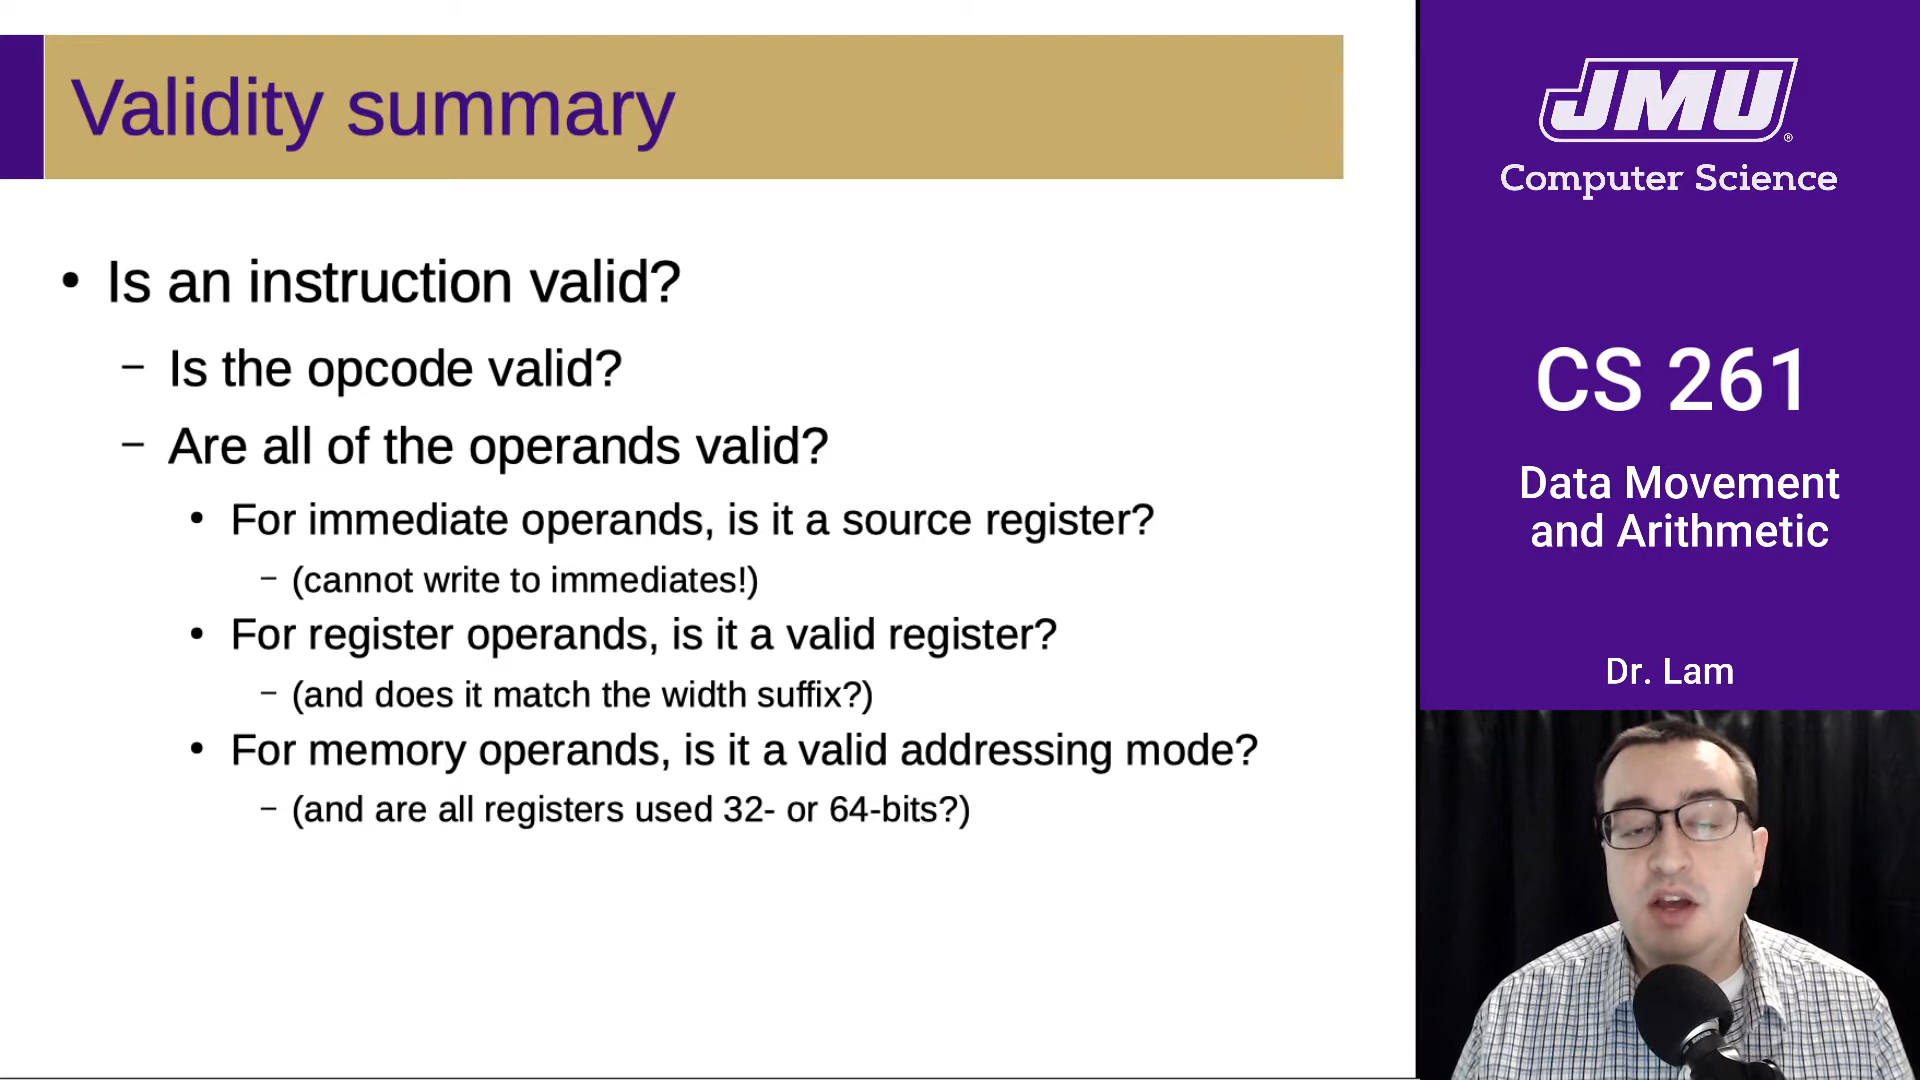 Validity summary
• Is an instruction valid?
– Is the opcode valid?
– Are all of the operands valid?
• For immediate operands, is it a source register?
– (cannot write to immediates!)
• For register operands, is it a valid register?
– (and does it match the width suffix?)
• For memory operands, is it a valid addressing mode?
– (and are all registers used 32- or 64-bits?)
JMU®
Computer Science
CS 261
Data Movement
and Arithmetic
Dr. Lam